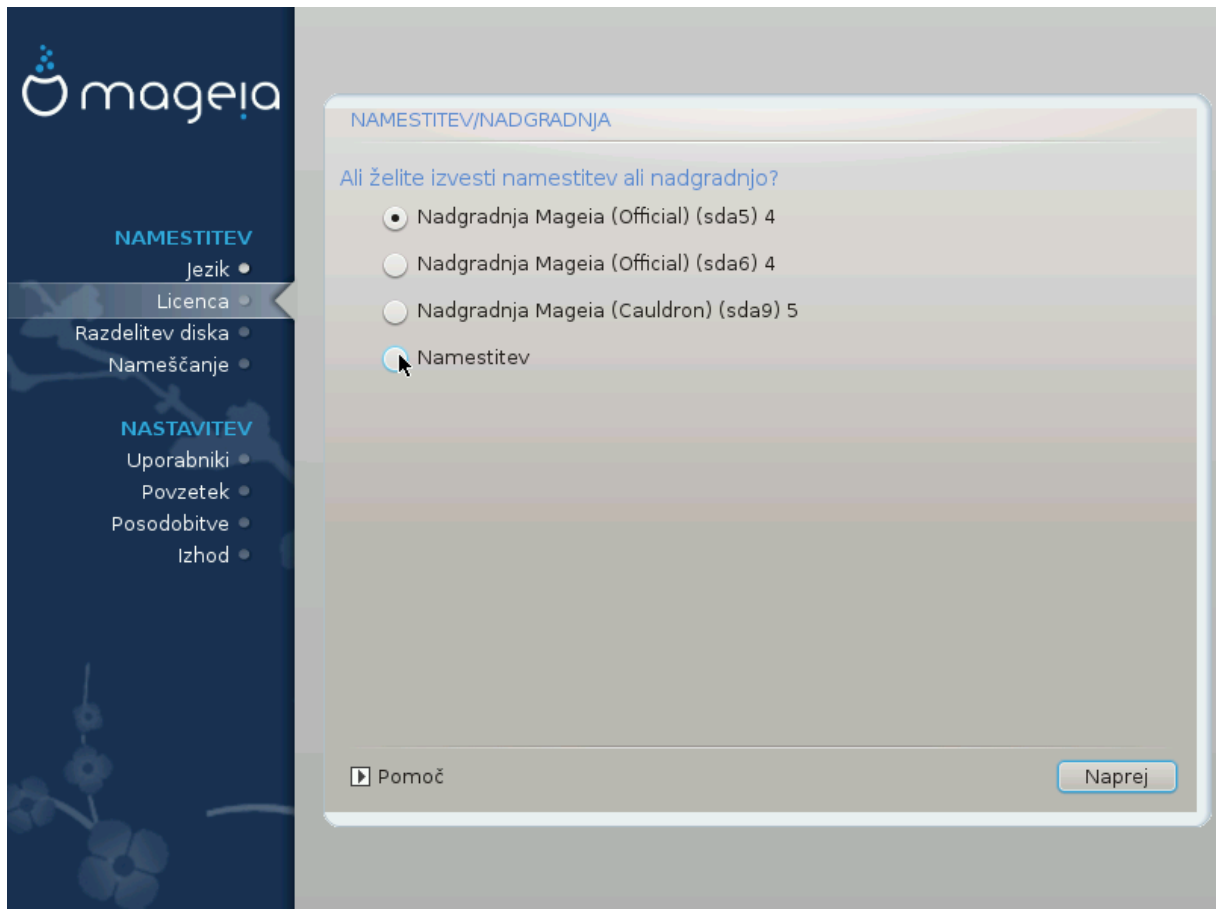 mageia
NAMESTITEV
Jezik
Licenca
Razdelitev diska
Nameščanje
NASTAVITEV
Uporabniki
Povzetek
Posodobitve
Izhod
NAMESTITEV/NADGRADNJA
Ali želite izvesti namestitev ali nadgradnjo?
Nadgradnja Mageia (Official) (sda5) 4
Nadgradnja Mageia (Official) (sda6) 4
Nadgradnja Mageia (Cauldron) (sda9) 5
Namestitev
Pomoč
Naprej